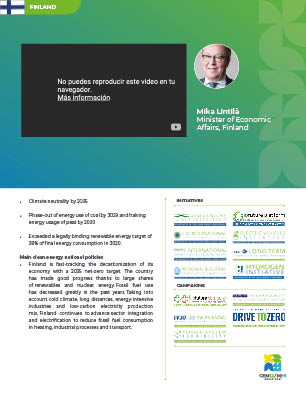 FINLAND
No puedes reproducir este video en tu
navegador.
Más información
Mika Lintilä
Minister of Economic
Affairs, Finland
Climate neutrality by 2035
Phase-out of energy use of coal by 2029 and halving
energy usage of peat by 2030
Exceeded a legally binding renewable energy target of
38% of final energy consumption in 2020.
Main clean energy sailosel policies
Finland is fast-tracking the decarbonization of its
economy with a 2035 net-zero target. The country
has made good progress thanks to large shares
of renewables and nuclear energy. Fossil fuel use
has decreased greatly in the past years. Taking into
account cold climate, long distances, energy-intensive
industries and low-carbon electricity production
mix, Finland continues to advance sector integration
and electrification to reduce fossil fuel consumption
in heating, industrial processes and transport.
INITIATIVES
INTERNATIONAL
LONG-TERM
REGIONAL & GLOBAL
HYDROGEN
INITIATIVE
CAMPAIGNS
DRIVE TO ZERO